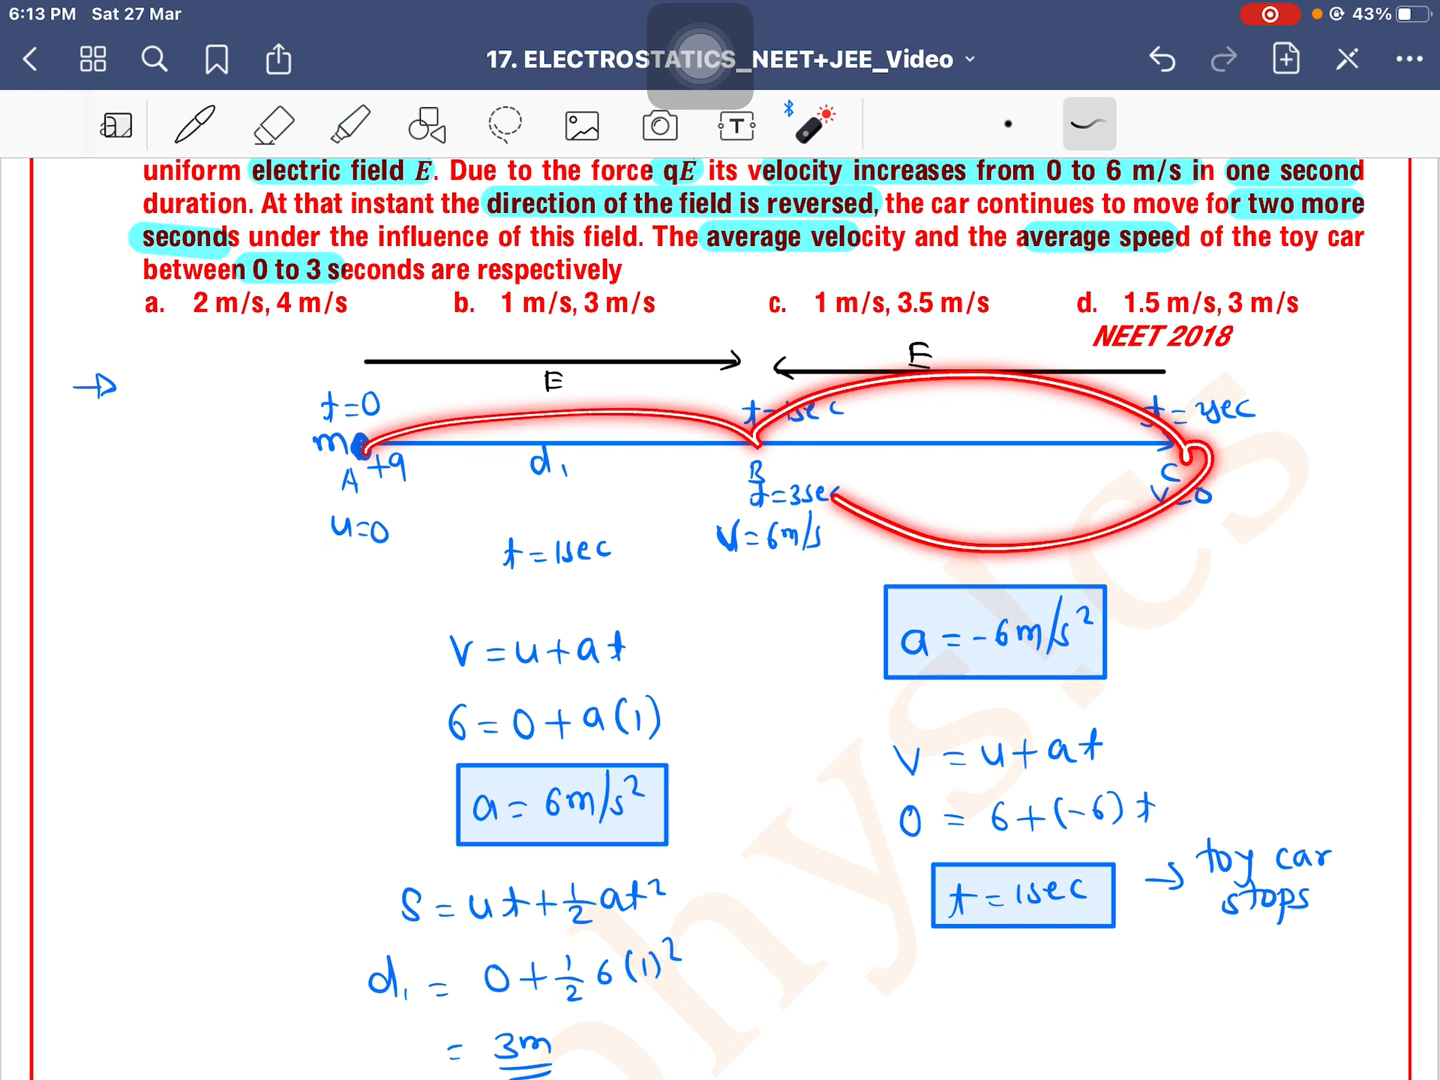 6:13 PM Sat 27 Mar
43%
17. ELECTROSTATICS_NEET+JEE_Video
T
uniform electric field E. Due to the force qE its velocity increases from 0 to 6 m/s in one second
duration. At that instant the direction of the field is reversed, the car continues to move for two more
seconds under the influence of this field. The average velocity and the average speed of the toy car
between 0 to 3 seconds are respectively
a. 2 m/s, 4 m/s b. 1 m/s, 3 m/s c. 1 m/s, 3.5 m/s d. 1.5 m/s, 3 m/s
NEET 2018
E
E
t=0
t=1sec
t=2sec
m
+q
A
d₁
B
C
t=3sec
v=0
u=0
V=6m/s
t=1sec
a=-6m/s²
V=u+at
6=0+a(1)
a=6m/s²
S=ut+½at²
d₁ = 0+½6(1)²
= 3m
V = u+at
0 = 6+(-6)t
t=1sec → toy car
stops
physics